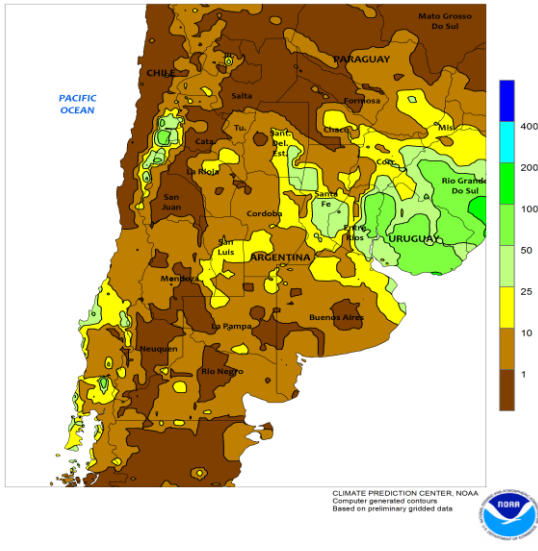 Mato Grosso
Do Sul
PARAGUAY
CHILE
PACIFIC
OCEAN
Salta
Formosa
Tu.
Sant.
Del.
Est.
Chaco
Mis.
Cata.
Corr.
La Rioja
Rio Grande
Do Sul
San
Juan
Santa
Fe
Cordoba
Entre
Rios
URUGUAY
San
Luis
ARGENTINA
Mendoza
Buenos Aires
La Pampa
Neuquen
Rio Negro
400
200
100
50
25
10
1
CLIMATE PREDICTION CENTER, NOAA
Computer generated contours
Based on preliminary gridded data
NOAA